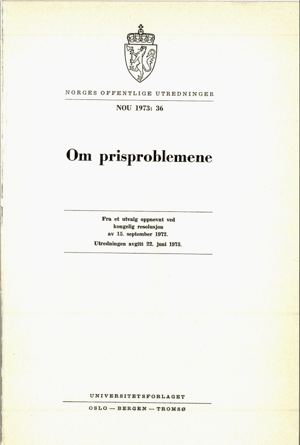 NORGES OFFENTLIGE UTREDNINGER
NOU 1973: 36
Om prisproblemene
Fra et utvalg oppnevnt ved
kongelig resolusjon
av 15. september 1972.
Utredningen avgitt 22. juni 1973.
UNIVERSITETSFORLAGET
OSLO — BERGEN — TROMSØ